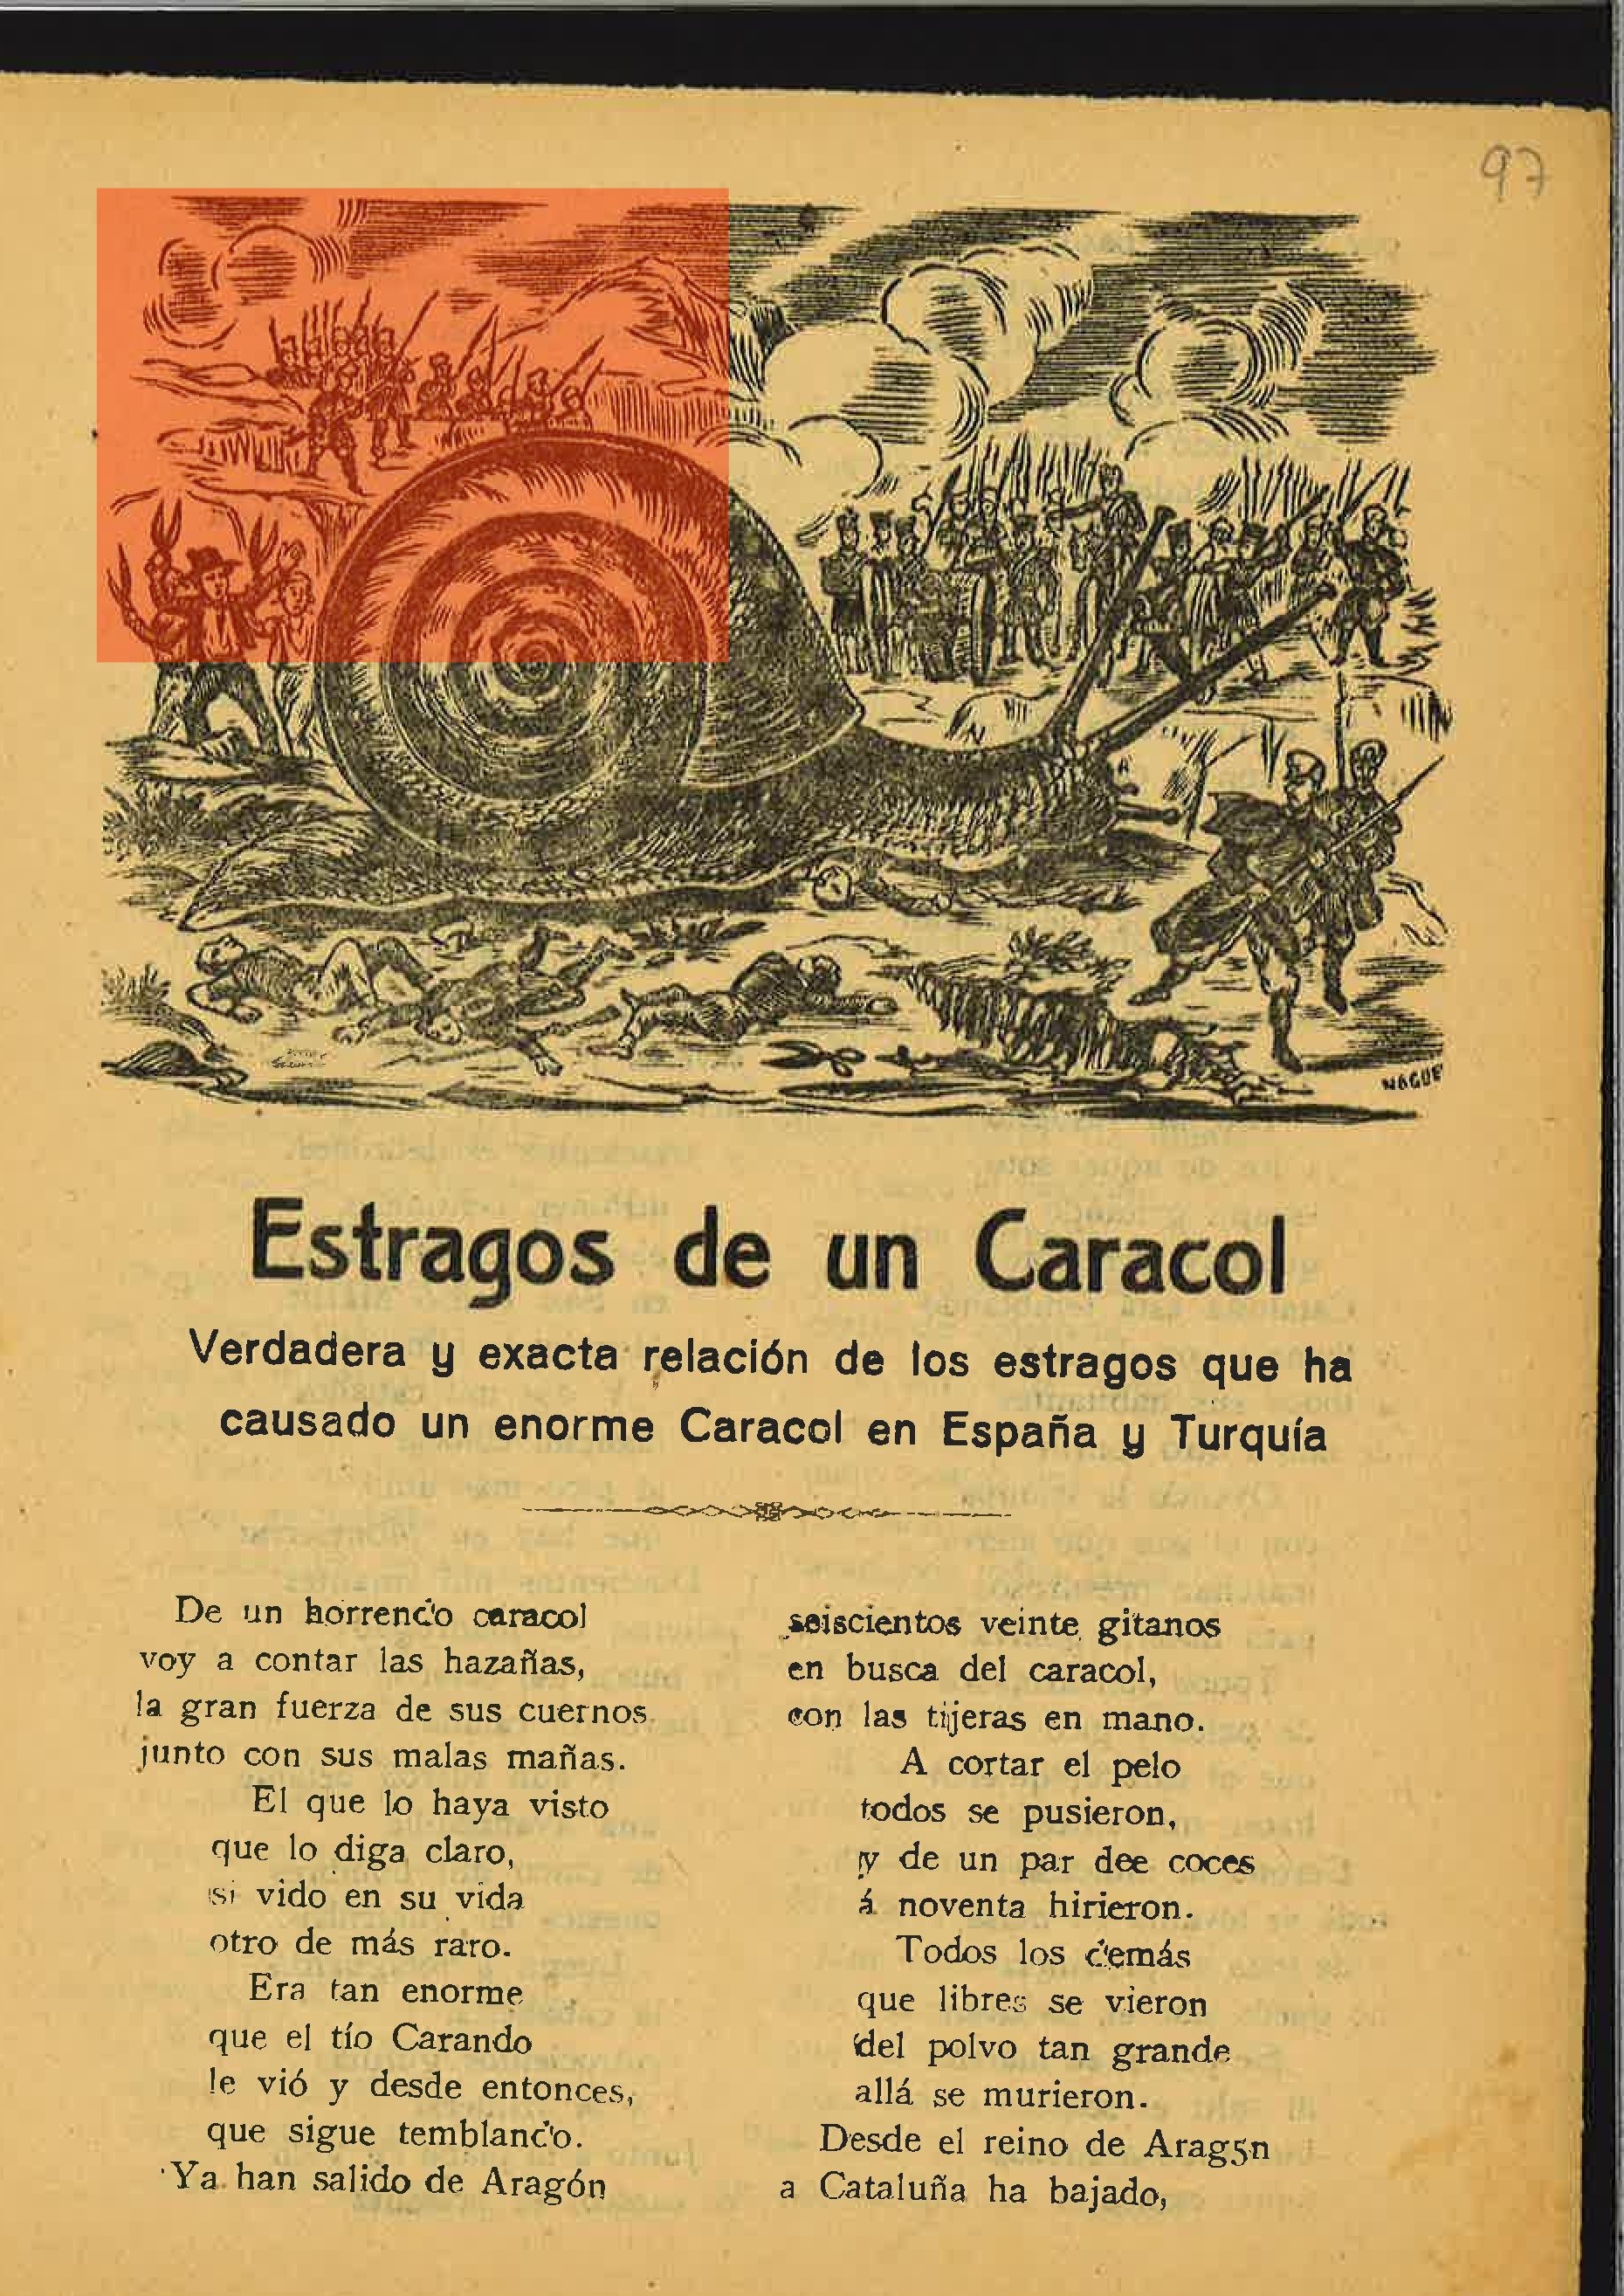 97
NOGUE
Estragos de un Caracol
Verdadera y exacta relación de los estragos que ha
causado un enorme Caracol en España y Turquía
De un horrendo caracol
voy a contar las hazañas,
la gran fuerza de sus cuernos
junto con sus malas mañas.
El que lo haya visto
que lo diga claro,
si vido en su vida
otro de más raro.
Era tan enorme
que el tío Carando
le vió y desde entonces,
que sigue temblando.
Ya han salido de Aragón
seiscientos veinte gitanos
en busca del caracol,
con las tijeras en mano.
A cortar el pelo
todos se pusieron,
y de un par dee coces
á noventa hirieron.
Todos los demás
que libres se vieron
del polvo tan grande
allá se murieron.
Desde el reino de Arag5n
a Cataluña ha bajado,